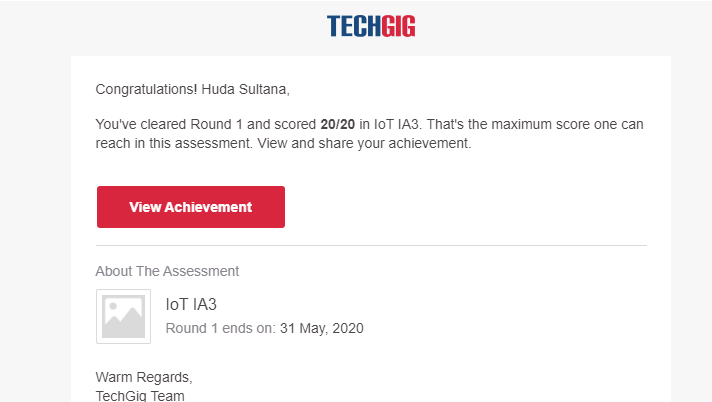 TECHGIG
Congratulations! Huda Sultana,
You've cleared Round 1 and scored 20/20 in IoT IA3. That's the maximum score one can
reach in this assessment. View and share your achievement.
View Achievement
About The Assessment
IoT IA3
Round 1 ends on: 31 May, 2020
Warm Regards,
TechGig Team